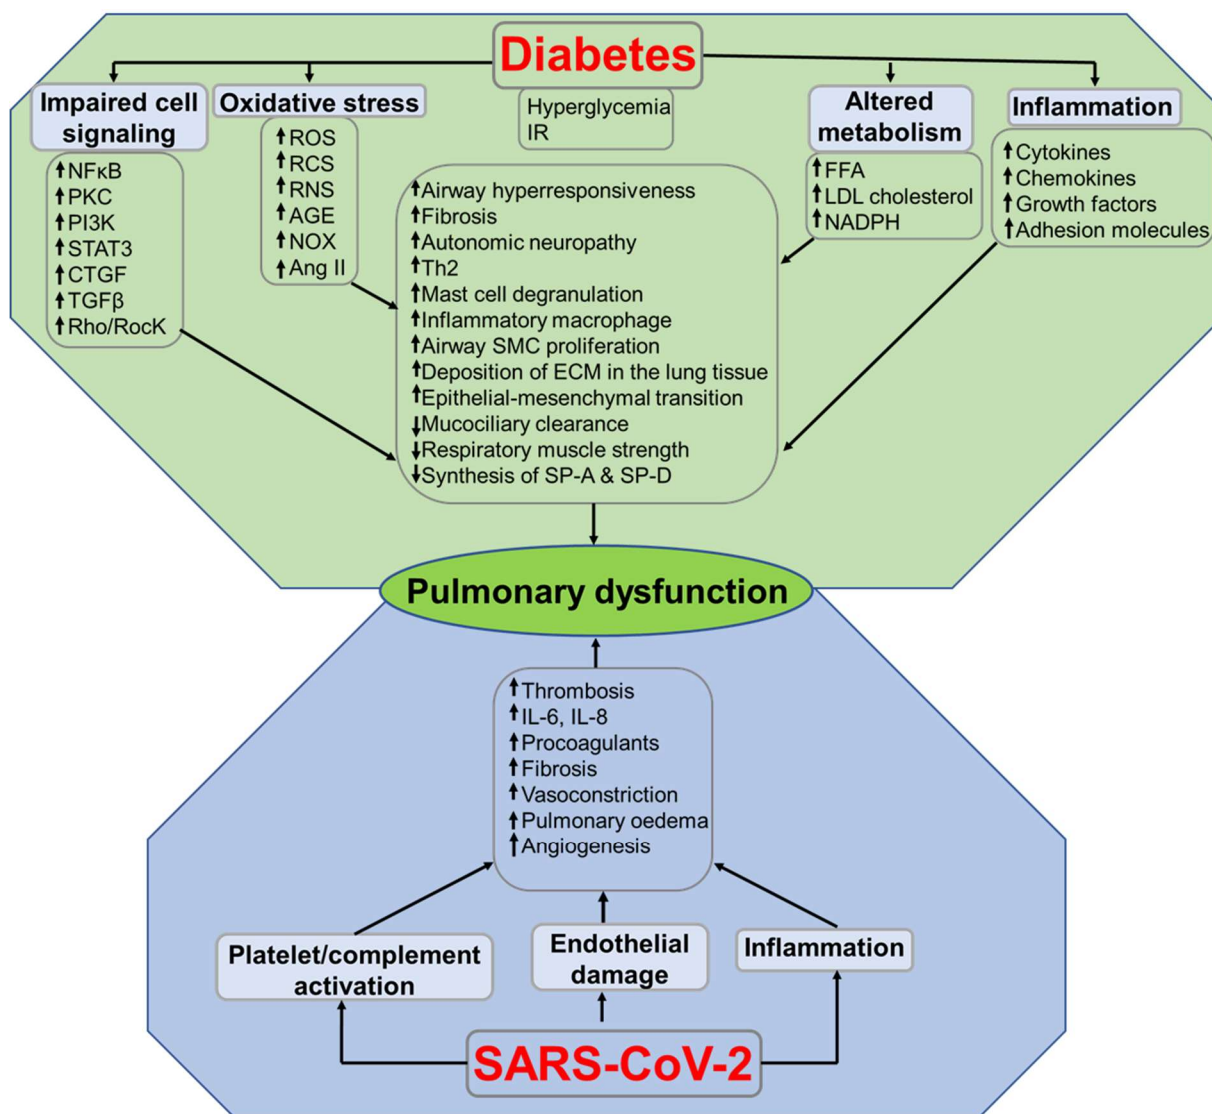 Diabetes
Hyperglycemia
IR
Impaired cell
signaling
↑NFκB
↑PKC
↑PI3K
↑STAT3
↑CTGF
↑TGFβ
↑Rho/RocK
Oxidative stress
↑ROS
↑RCS
↑RNS
↑AGE
↑NOX
↑Ang II
Altered
metabolism
↑FFA
↑LDL cholesterol
↑NADPH
Inflammation
↑Cytokines
↑Chemokines
↑Growth factors
↑Adhesion molecules
↑Airway hyperresponsiveness
↑Fibrosis
↑Autonomic neuropathy
↑Th2
↑Mast cell degranulation
↑Inflammatory macrophage
↑Airway SMC proliferation
↑Deposition of ECM in the lung tissue
↑Epithelial-mesenchymal transition
↓Mucociliary clearance
↓Respiratory muscle strength
↓Synthesis of SP-A & SP-D
Pulmonary dysfunction
↑Thrombosis
↑IL-6, IL-8
↑Procoagulants
↑Fibrosis
↑Vasoconstriction
↑Pulmonary oedema
↑Angiogenesis
Platelet/complement
activation
Endothelial
damage
Inflammation
SARS-CoV-2